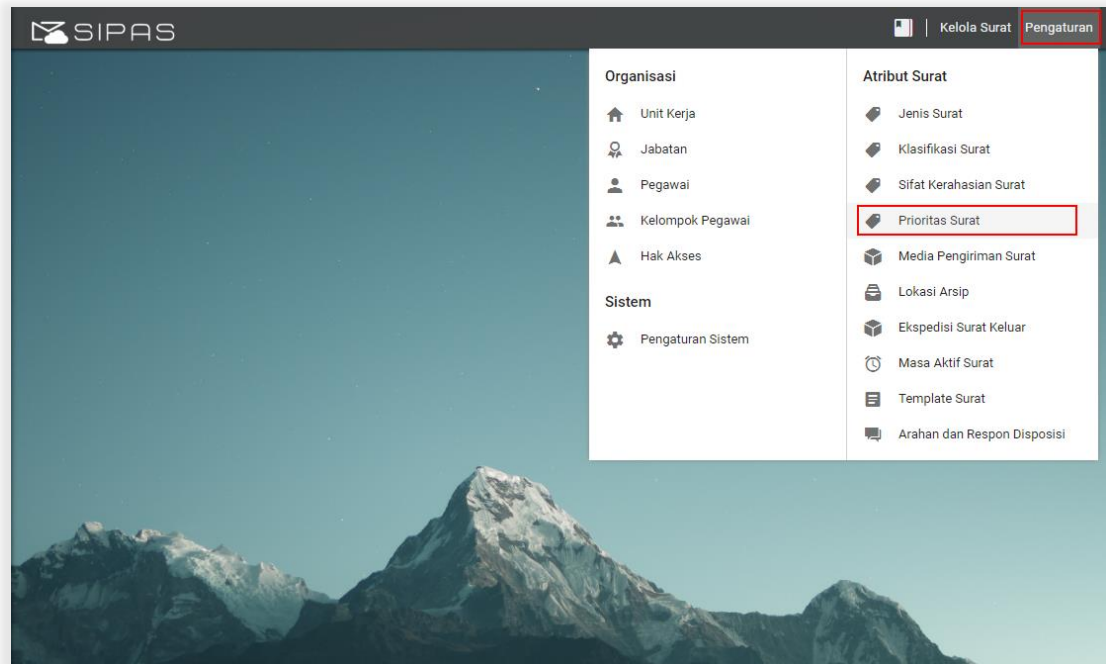 SIPAS
Kelola Surat
Pengaturan
Organisasi
Unit Kerja
Jabatan
Pegawai
Kelompok Pegawai
Hak Akses
Sistem
Pengaturan Sistem
Atribut Surat
Jenis Surat
Klasifikasi Surat
Sifat Kerahasian Surat
Prioritas Surat
Media Pengiriman Surat
Lokasi Arsip
Ekspedisi Surat Keluar
Masa Aktif Surat
Template Surat
Arahan dan Respon Disposisi